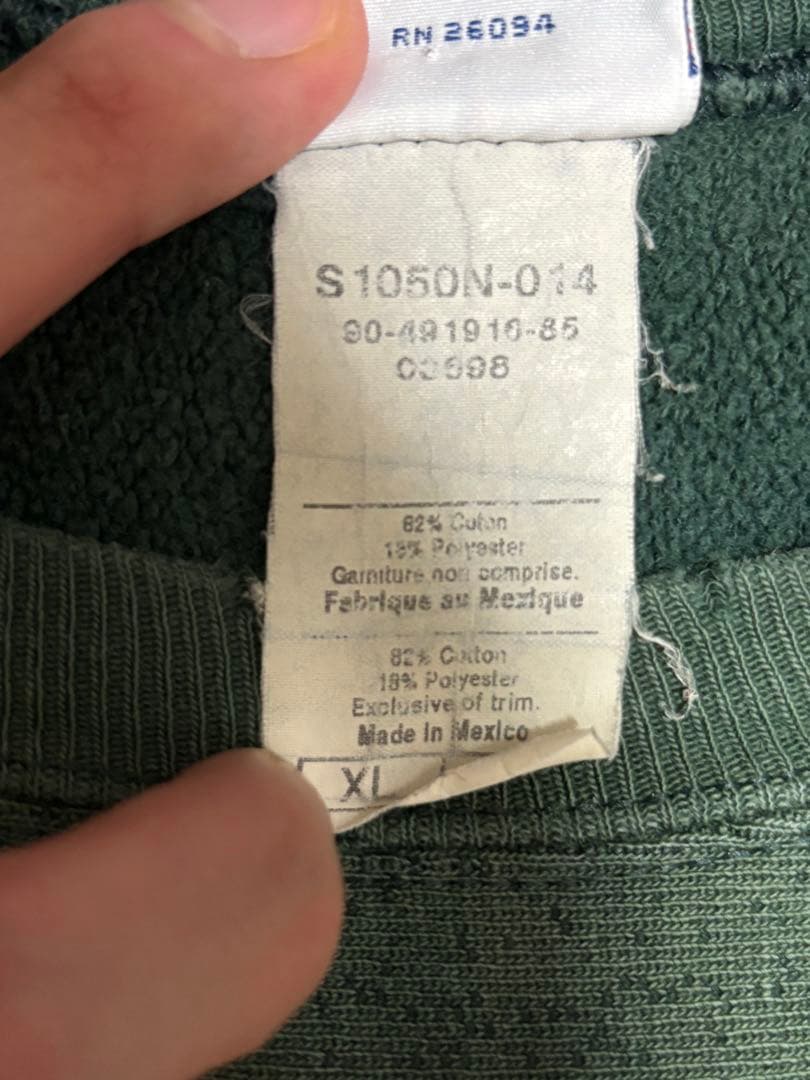 RN 26094
S1050N-014
90-491916-85
82% Coton
18% Polyester
Garniture non comprise.
Fabrique au Mexique
82% Cotton
18% Polyester
Exclusive of trim.
Made In Mexico
XL